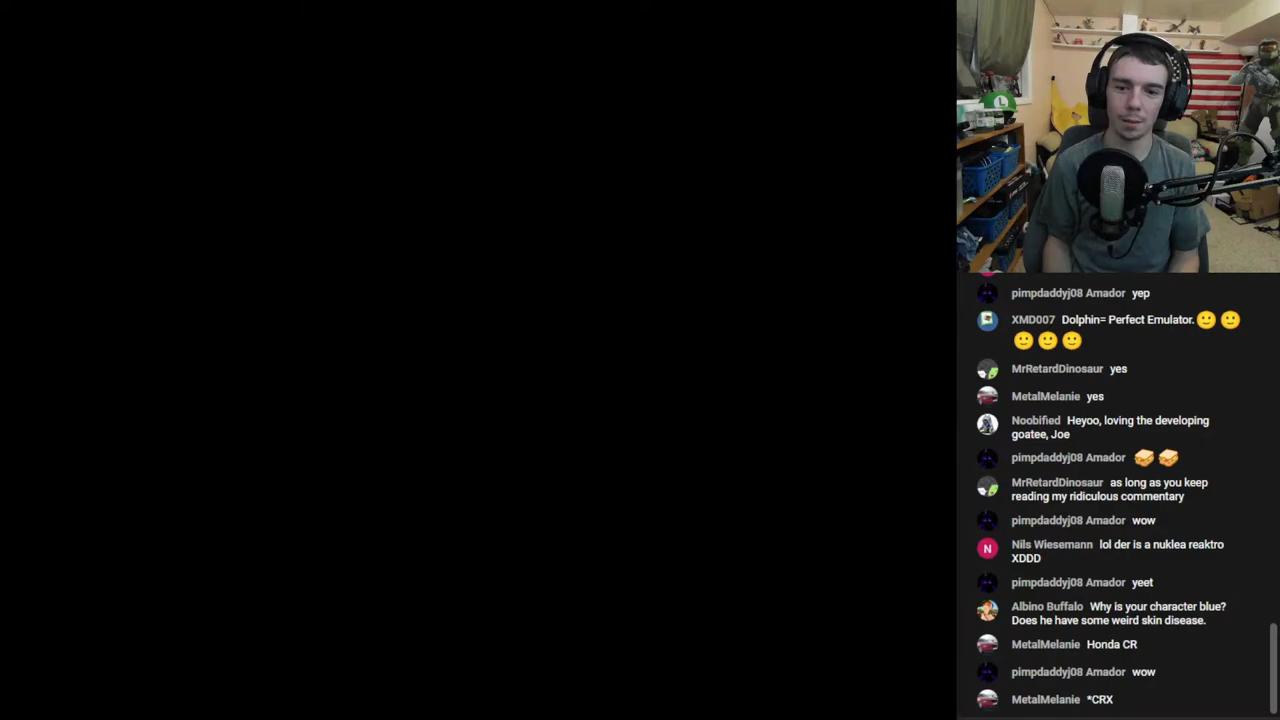 L
pimpdaddyj08 Amador yep
XMD007 Dolphin= Perfect Emulator.🙂 🙂
🙂 🙂 🙂
MrRetardDinosaur yes
MetalMelanie yes
Noobified Heyoo, loving the developing
goatee, Joe
pimpdaddyj08 Amador 🥪 🥪
MrRetardDinosaur as long as you keep
reading my ridiculous commentary
pimpdaddyj08 Amador wow
N Nils Wiesemann lol der is a nuklea reaktro
XDDD
pimpdaddyj08 Amador yeet
Albino Buffalo Why is your character blue?
Does he have some weird skin disease.
MetalMelanie Honda CR
pimpdaddyj08 Amador wow
MetalMelanie *CRX